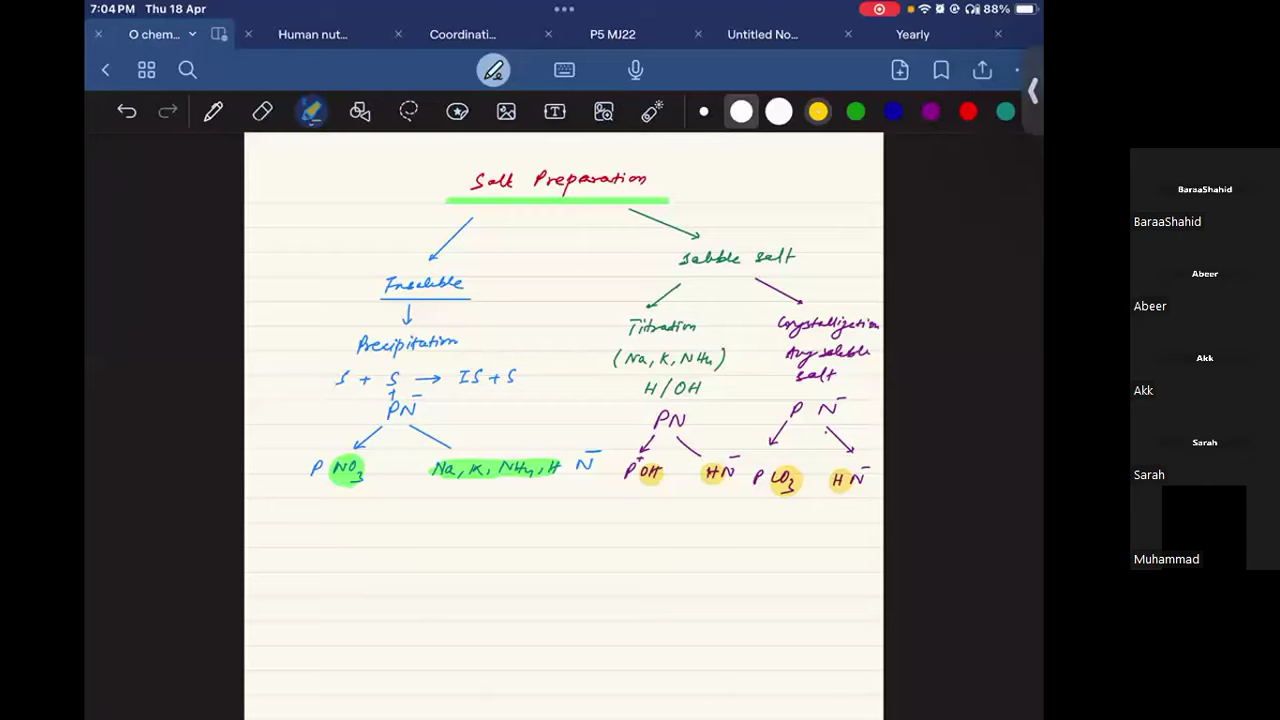 7:04 PM Thu 18 Apr
88%
O chem...
Human nut...
Coordinati...
P5 MJ22
Untitled No...
Yearly
Salt Preparation
Insoluble
Soluble salt
Precipitation
Titration
Crystallization
(Na, K, NH4)
Any soluble
salt
S + S → IS + S
H / OH
P+ N-
PN
P N-
P NO3
Na, K, NH4, H N-
P+ OH
H N-
P CO3
H N-
BaraaShahid
BaraaShahid
Abeer
Abeer
Akk
Akk
Sarah
Sarah
Muhammad